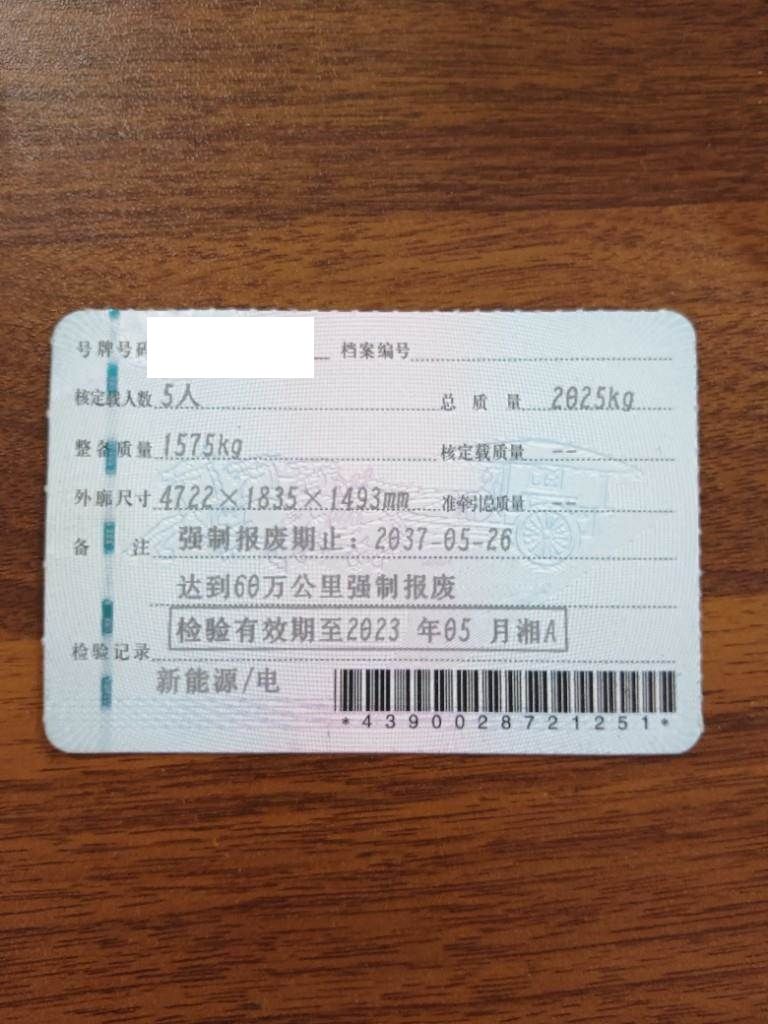 号牌号码 档案编号
核定载人数 5人 总质量 2025kg
整备质量 1575kg 核定载质量 --
外廓尺寸 4722×1835×1493mm 准牵引总质量 --
备注 强制报废期止：2037-05-26
达到60万公里强制报废
检验有效期至2023 年05 月湘A
检验记录
新能源/电
*4390028721251*